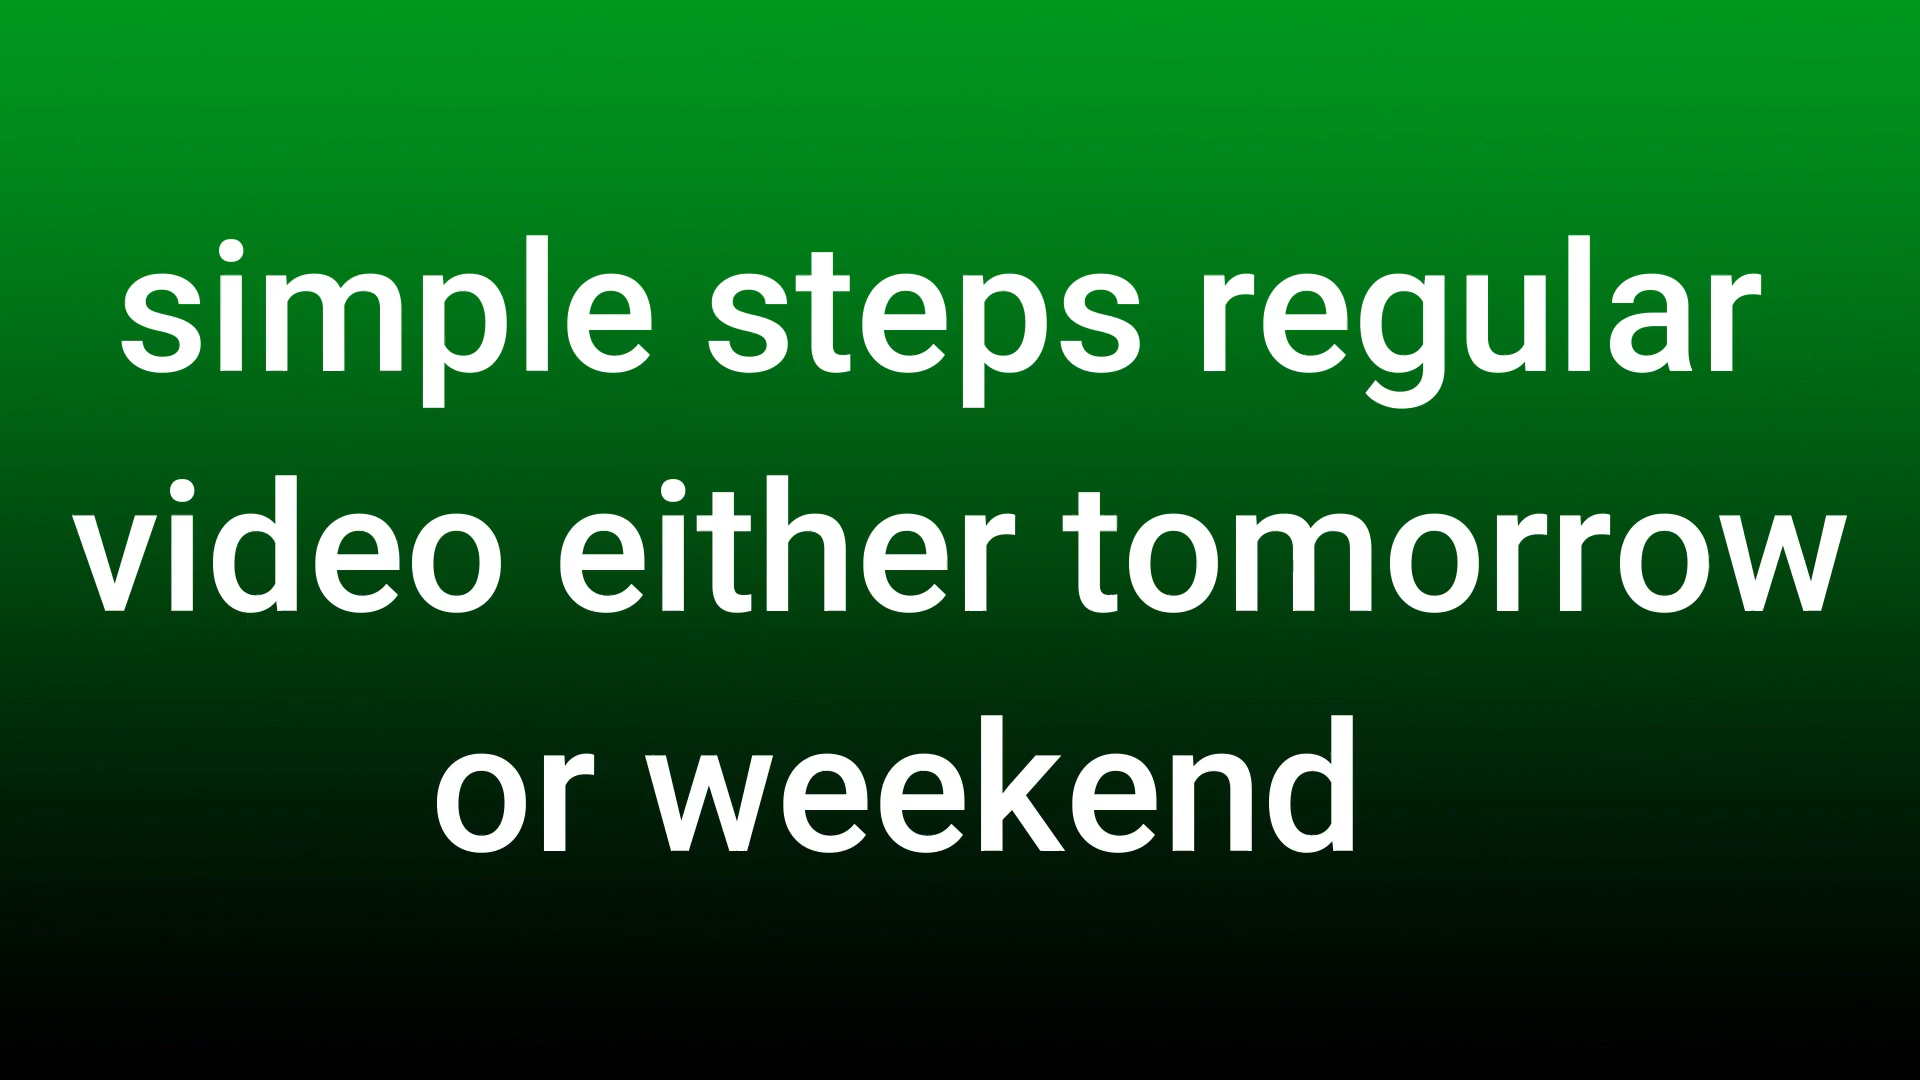 simple steps regular
video either tomorrow
or weekend